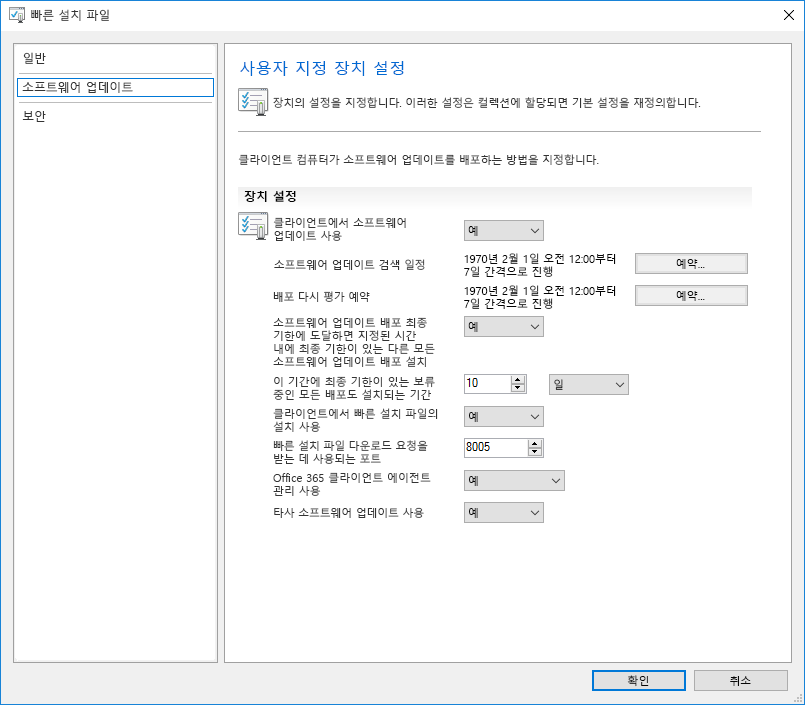 빠른 설치 파일
일반
소프트웨어 업데이트
보안
사용자 지정 장치 설정
장치의 설정을 지정합니다. 이러한 설정은 컬렉션에 할당되면 기본 설정을 재정의합니다.
클라이언트 컴퓨터가 소프트웨어 업데이트를 배포하는 방법을 지정합니다.
장치 설정
클라이언트에서 소프트웨어
업데이트 사용
예
소프트웨어 업데이트 검색 일정
1970년 2월 1일 오전 12:00부터
7일 간격으로 진행
예약...
배포 다시 평가 예약
1970년 2월 1일 오전 12:00부터
7일 간격으로 진행
예약...
소프트웨어 업데이트 배포 최종
기한에 도달하면 지정된 시간
내에 최종 기한이 있는 다른 모든
소프트웨어 업데이트 배포 설치
예
이 기간에 최종 기한이 있는 보류
중인 모든 배포도 설치되는 기간
10
일
클라이언트에서 빠른 설치 파일의
설치 사용
예
빠른 설치 파일 다운로드 요청을
받는 데 사용되는 포트
8005
Office 365 클라이언트 에이전트
관리 사용
예
타사 소프트웨어 업데이트 사용
예
확인
취소